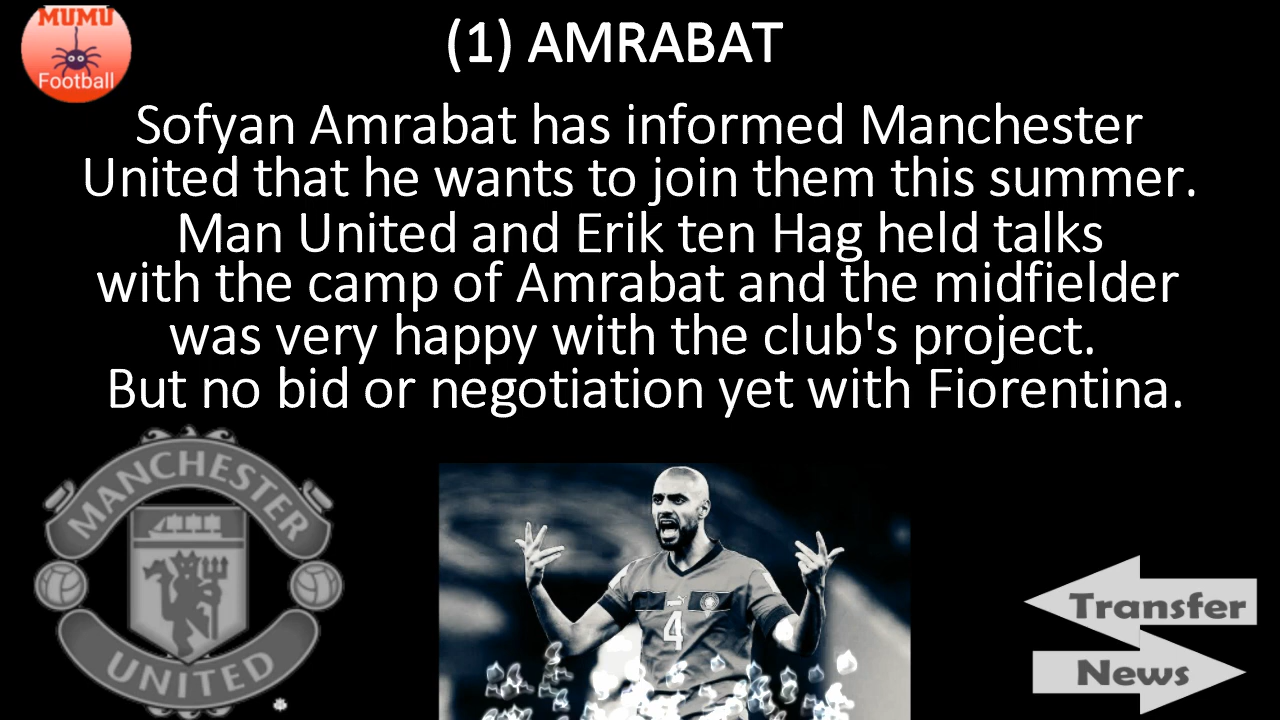 MUMU
Football
(1) AMRABAT
Sofyan Amrabat has informed Manchester
United that he wants to join them this summer.
Man United and Erik ten Hag held talks
with the camp of Amrabat and the midfielder
was very happy with the club's project.
But no bid or negotiation yet with Fiorentina.
MANCHESTER
UNITED
4
Transfer
News